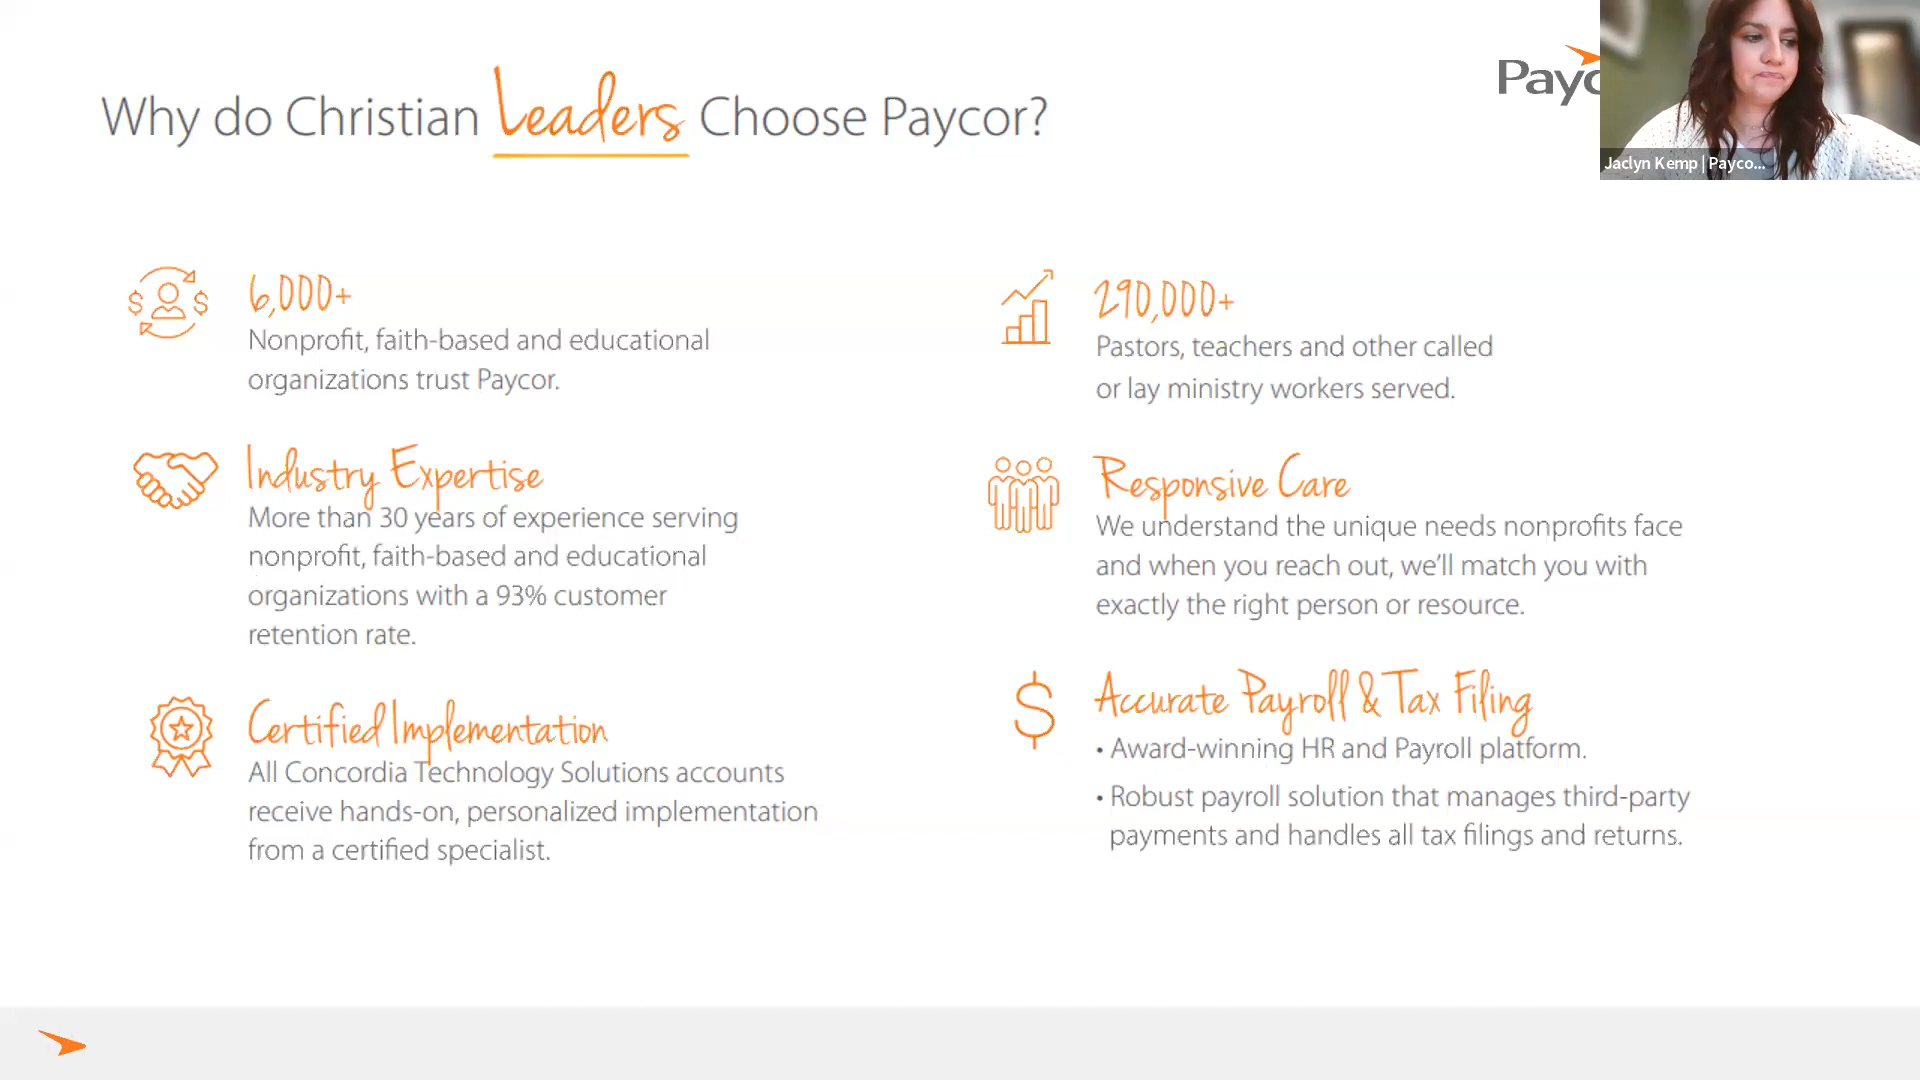 Why do Christian Leaders Choose Paycor?
Payc
Jaclyn Kemp | Payco...
6,000+
Nonprofit, faith-based and educational
organizations trust Paycor.
Industry Expertise
More than 30 years of experience serving
nonprofit, faith-based and educational
organizations with a 93% customer
retention rate.
Certified Implementation
All Concordia Technology Solutions accounts
receive hands-on, personalized implementation
from a certified specialist.
290,000+
Pastors, teachers and other called
or lay ministry workers served.
Responsive Care
We understand the unique needs nonprofits face
and when you reach out, we'll match you with
exactly the right person or resource.
Accurate Payroll & Tax Filing
• Award-winning HR and Payroll platform.
• Robust payroll solution that manages third-party
payments and handles all tax filings and returns.